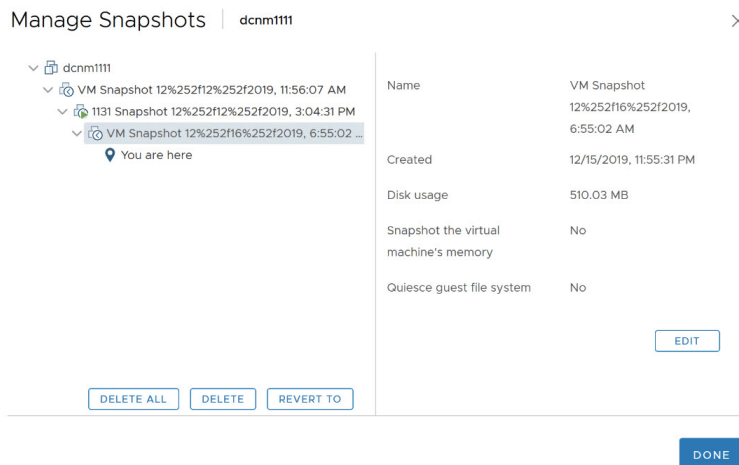 Manage Snapshots dcnm1111
dcnm1111
VM Snapshot 12%252f12%252f2019, 11:56:07 AM
1131 Snapshot 12%252f12%252f2019, 3:04:31 PM
VM Snapshot 12%252f16%252f2019, 6:55:02 ...
You are here
Name VM Snapshot
12%252f16%252f2019,
6:55:02 AM
Created 12/15/2019, 11:55:31 PM
Disk usage 510.03 MB
Snapshot the virtual No
machine's memory
Quiesce guest file system No
EDIT
DELETE ALL DELETE REVERT TO
DONE